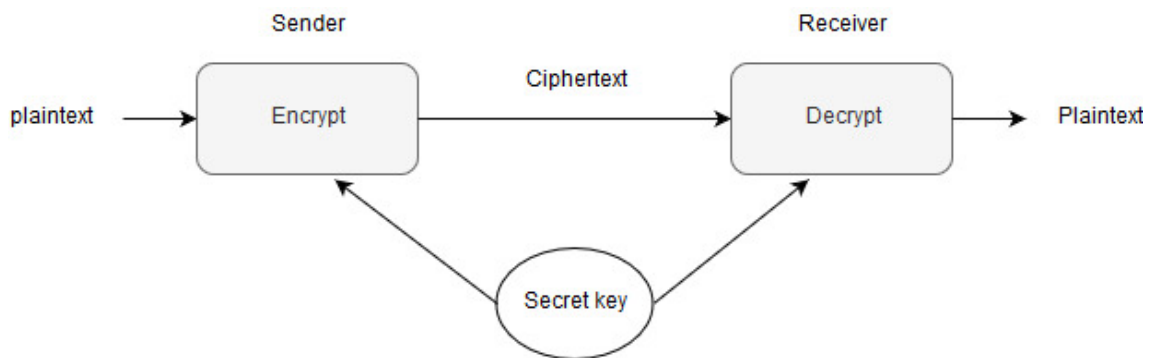 Sender
Receiver
Ciphertext
plaintext
Encrypt
Decrypt
Plaintext
Secret key